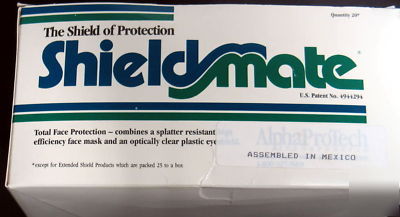 Quantity 20*
The Shield of Protection
Shieldmate®
U.S. Patent No. 4944294
Total Face Protection – combines a splatter resistant
efficiency face mask and an optically clear plastic eye
AlphaProTech
ASSEMBLED IN MEXICO
*except for Extended Shield Products which are packed 25 to a box.